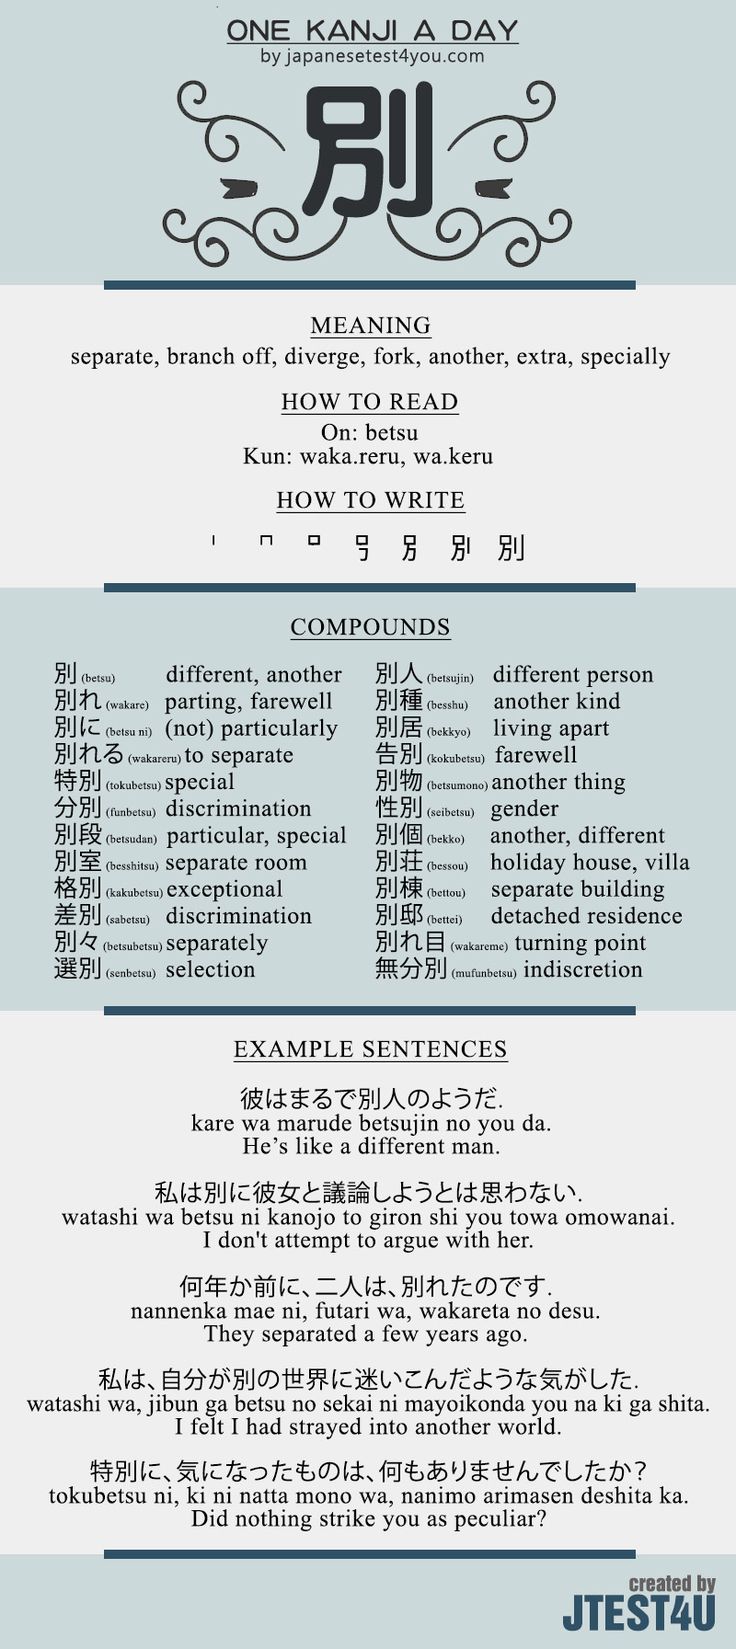 ONE KANJI A DAY
by japanesetest4you.com
別
MEANING
separate, branch off, diverge, fork, another, extra, specially
HOW TO READ
On: betsu
Kun: waka.reru, wa.keru
HOW TO WRITE
別
COMPOUNDS
別 (betsu) different, another
別れ (wakare) parting, farewell
別に (betsu ni) (not) particularly
別れる (wakareru) to separate
特別 (tokubetsu) special
分別 (funbetsu) discrimination
別段 (betsudan) particular, special
別室 (besshitsu) separate room
格別 (kakubetsu) exceptional
差別 (sabetsu) discrimination
別々 (betsubetsu) separately
選別 (senbetsu) selection
別人 (betsujin) different person
別種 (besshu) another kind
別居 (bekkyo) living apart
告別 (kokubetsu) farewell
別物 (betsumono) another thing
性別 (seibetsu) gender
別個 (bekko) another, different
別荘 (bessou) holiday house, villa
別棟 (bettou) separate building
別邸 (bettei) detached residence
別れ目 (wakareme) turning point
無分別 (mufunbetsu) indiscretion
EXAMPLE SENTENCES
彼はまるで別人のようだ.
kare wa marude betsujin no you da.
He's like a different man.
私は別に彼女と議論しようとは思わない.
watashi wa betsu ni kanojo to giron shi you towa omowanai.
I don't attempt to argue with her.
何年か前に、二人は、別れたのです.
nannenka mae ni, futari wa, wakareta no desu.
They separated a few years ago.
私は、自分が別の世界に迷いこんだような気がした.
watashi wa, jibun ga betsu no sekai ni mayoikonda you na ki ga shita.
I felt I had strayed into another world.
特別に、気になったものは、何もありませんでしたか？
tokubetsu ni, ki ni natta mono wa, nanimo arimasen deshita ka.
Did nothing strike you as peculiar?
created by
JTEST4U